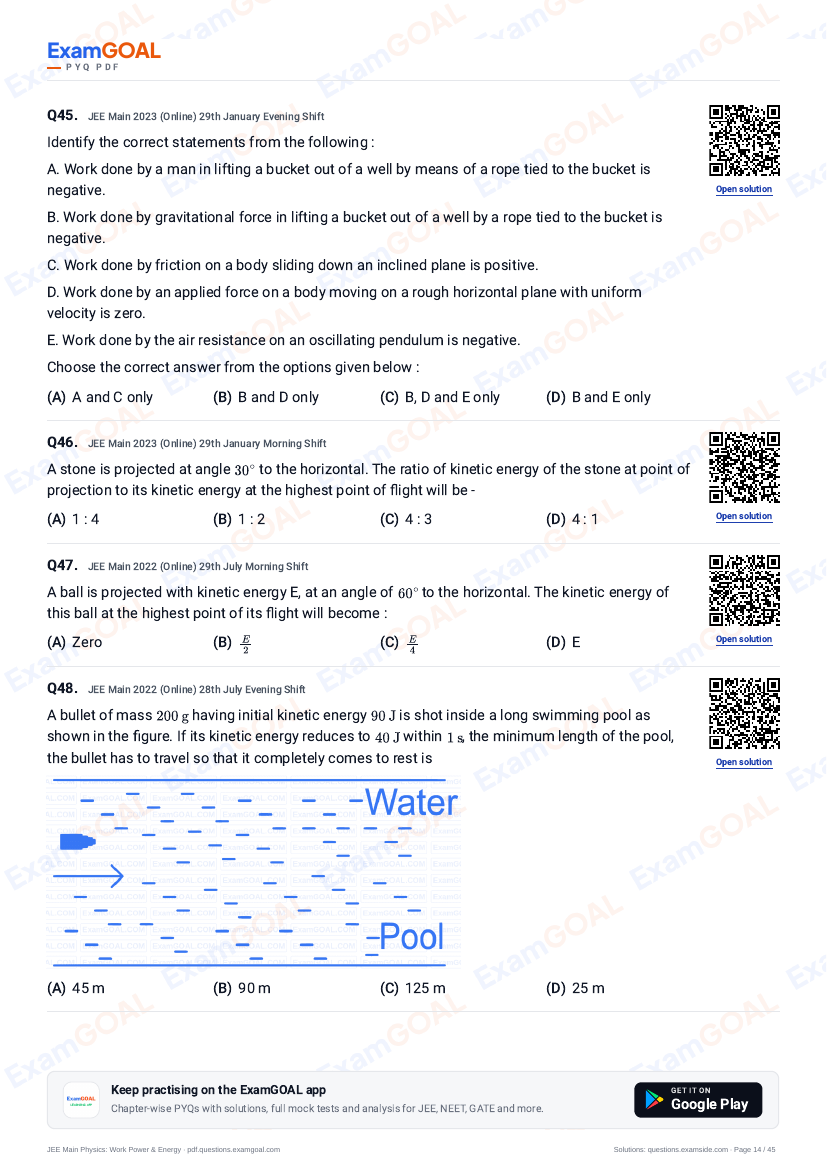 ExamGOAL
PYQ PDF
Q45. JEE Main 2023 (Online) 29th January Evening Shift
Identify the correct statements from the following :
A. Work done by a man in lifting a bucket out of a well by means of a rope tied to the bucket is
negative.
B. Work done by gravitational force in lifting a bucket out of a well by a rope tied to the bucket is
negative.
C. Work done by friction on a body sliding down an inclined plane is positive.
D. Work done by an applied force on a body moving on a rough horizontal plane with uniform
velocity is zero.
E. Work done by the air resistance on an oscillating pendulum is negative.
Choose the correct answer from the options given below :
(A) A and C only (B) B and D only (C) B, D and E only (D) B and E only
Open solution
Q46. JEE Main 2023 (Online) 29th January Morning Shift
A stone is projected at angle 30° to the horizontal. The ratio of kinetic energy of the stone at point of
projection to its kinetic energy at the highest point of flight will be -
(A) 1 : 4 (B) 1 : 2 (C) 4 : 3 (D) 4 : 1
Open solution
Q47. JEE Main 2022 (Online) 29th July Morning Shift
A ball is projected with kinetic energy E, at an angle of 60° to the horizontal. The kinetic energy of
this ball at the highest point of its flight will become :
(A) Zero (B) E/2 (C) E/4 (D) E
Open solution
Q48. JEE Main 2022 (Online) 28th July Evening Shift
A bullet of mass 200 g having initial kinetic energy 90 J is shot inside a long swimming pool as
shown in the figure. If its kinetic energy reduces to 40 J within 1 s, the minimum length of the pool,
the bullet has to travel so that it completely comes to rest is
Open solution
Water
Pool
(A) 45 m (B) 90 m (C) 125 m (D) 25 m
ExamGOAL
Keep practising on the ExamGOAL app
Chapter-wise PYQs with solutions, full mock tests and analysis for JEE, NEET, GATE and more.
GET IT ON
Google Play
JEE Main Physics: Work Power & Energy · pdf.questions.examgoal.com
Solutions: questions.examside.com · Page 14 / 45